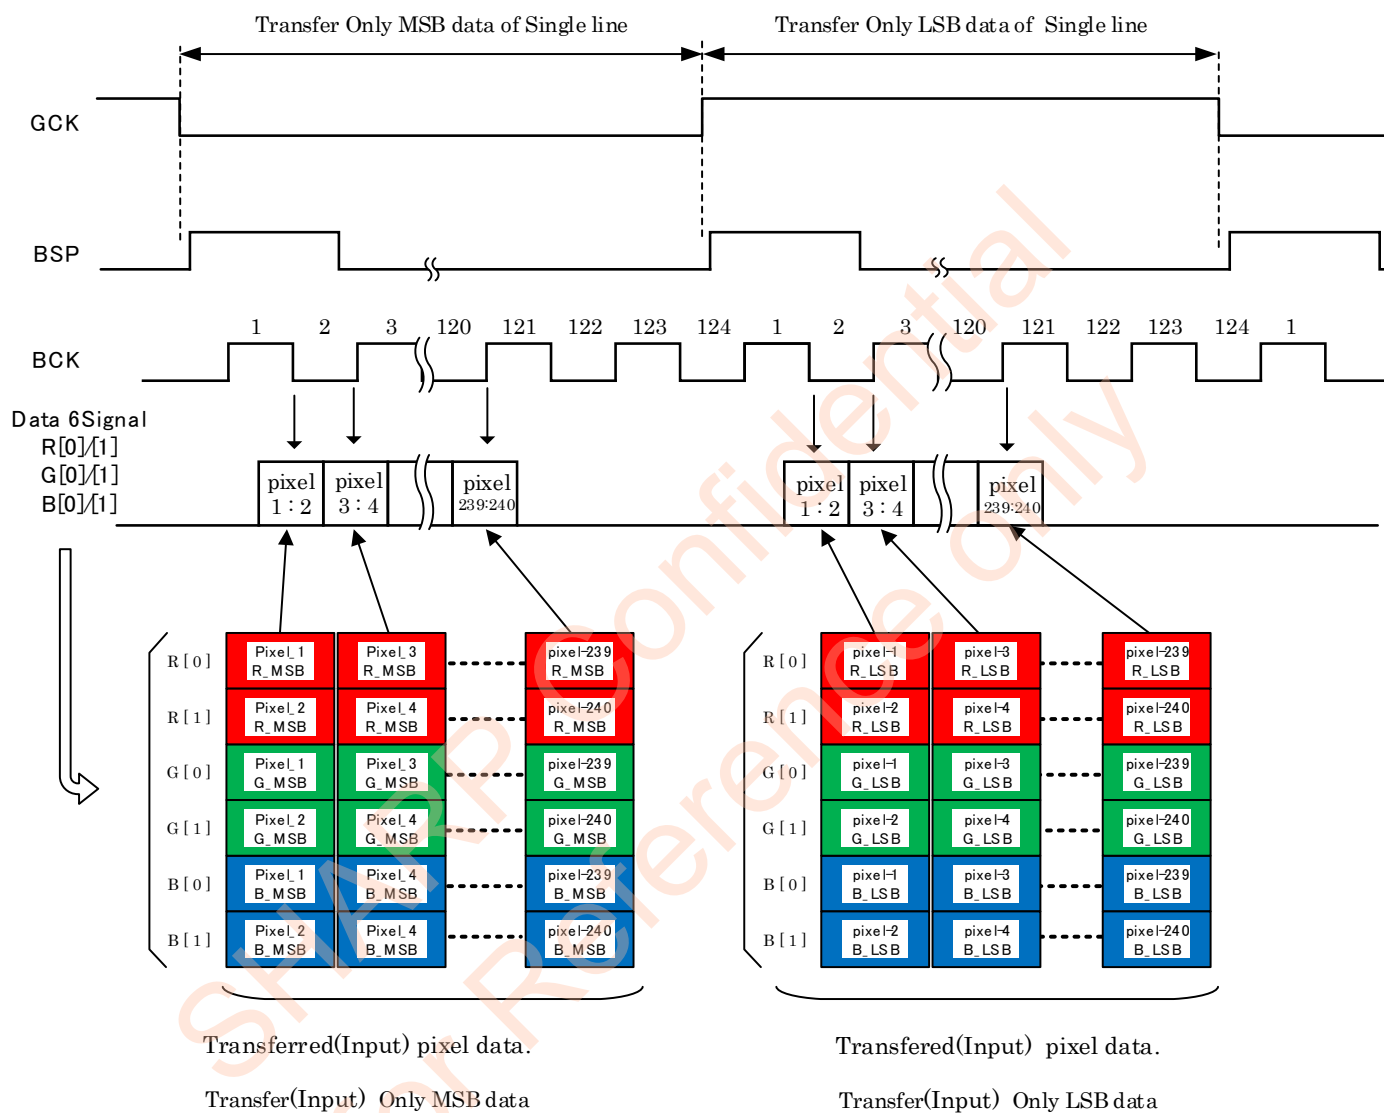 Transfer Only MSB data of Single line
Transfer Only LSB data of Single line
GCK
BSP
1 2 3 120 121 122 123 124 1 2 3 120 121 122 123 124 1
BCK
Data 6Signal
R[0]/[1]
G[0]/[1]
B[0]/[1]
pixel 1:2
pixel 3:4
pixel 239:240
pixel 1:2
pixel 3:4
pixel 239:240
R[0]
Pixel_1 R_MSB
Pixel_3 R_MSB
pixel-239 R_MSB
R[1]
Pixel_2 R_MSB
Pixel_4 R_MSB
pixel-240 R_MSB
G[0]
Pixel_1 G_MSB
Pixel_3 G_MSB
pixel-239 G_MSB
G[1]
Pixel_2 G_MSB
Pixel_4 G_MSB
pixel-240 G_MSB
B[0]
Pixel_1 B_MSB
Pixel_4 B_MSB
pixel-239 B_MSB
B[1]
Pixel_2 B_MSB
Pixel_4 B_MSB
pixel-240 B_MSB
R[0]
pixel-1 R_LSB
pixel-3 R_LSB
pixel-239 R_LSB
R[1]
pixel-2 R_LSB
pixel-4 R_LSB
pixel-240 R_LSB
G[0]
pixel-1 G_LSB
pixel-3 G_LSB
pixel-239 G_LSB
G[1]
pixel-2 G_LSB
pixel-4 G_LSB
pixel-240 G_LSB
B[0]
pixel-1 B_LSB
pixel-3 B_LSB
pixel-239 B_LSB
B[1]
pixel-2 B_LSB
pixel-4 B_LSB
pixel-240 B_LSB
Transferred(Input) pixel data.
Transfer(Input) Only MSB data
Transfered(Input) pixel data.
Transfer(Input) Only LSB data
SHARP Confidential
For Reference only